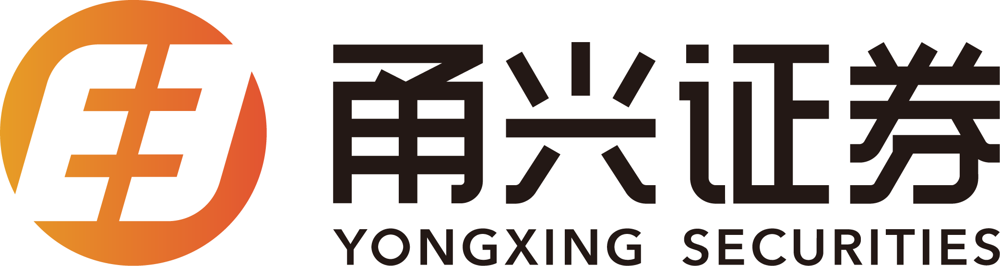 甬兴证券
YONGXING SECURITIES